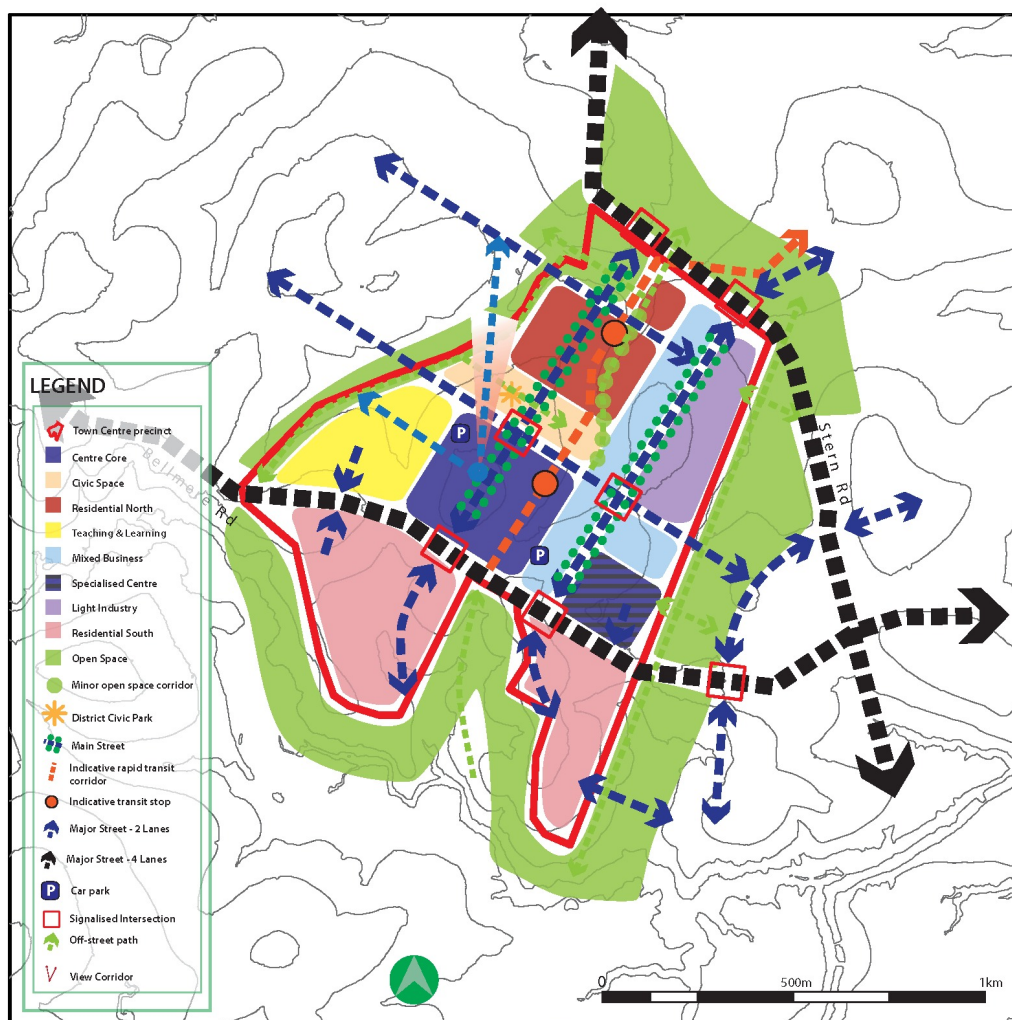 LEGEND
Town Centre precinct
Centre Core
Civic Space
Residential North
Teaching & Learning
Mixed Business
Specialised Centre
Light Industry
Residential South
Open Space
Minor open space corridor
District Civic Park
Main Street
Indicative rapid transit
corridor
Indicative transit stop
Major Street - 2 Lanes
Major Street - 4 Lanes
P
Car park
Signalised Intersection
Off-street path
View Corridor
Bellmere Rd
P
P
Stern Rd
0
500m
1km